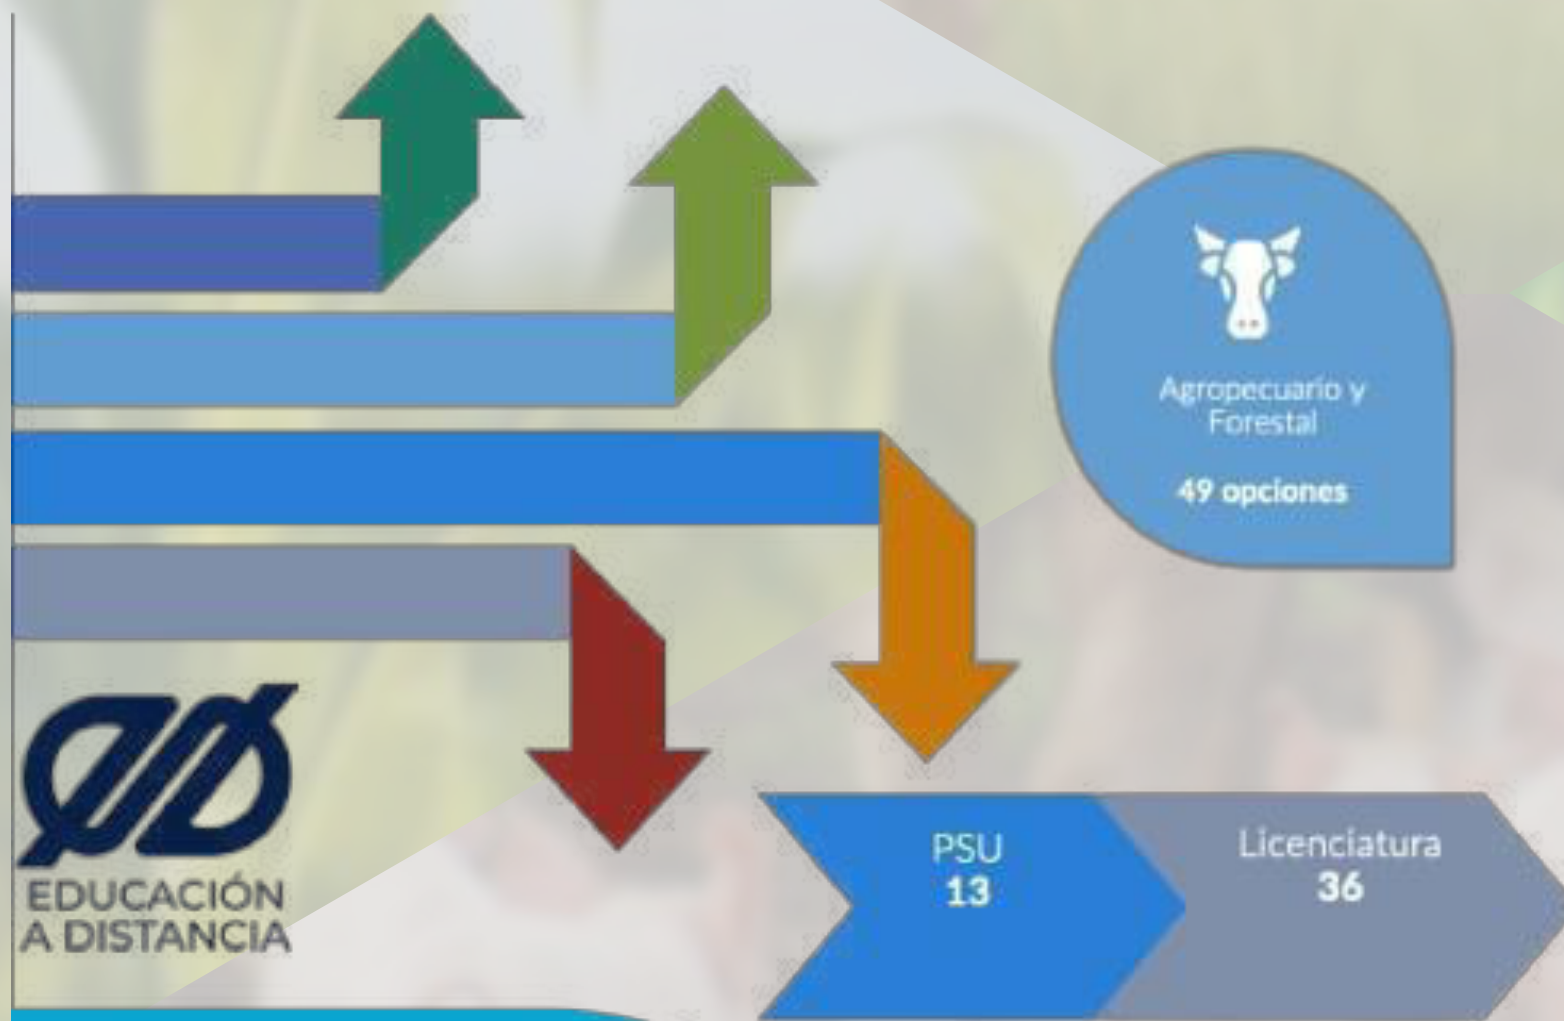 Agropecuario y
Forestal
49 opciones
EDUCACIÓN
A DISTANCIA
PSU
13
Licenciatura
36